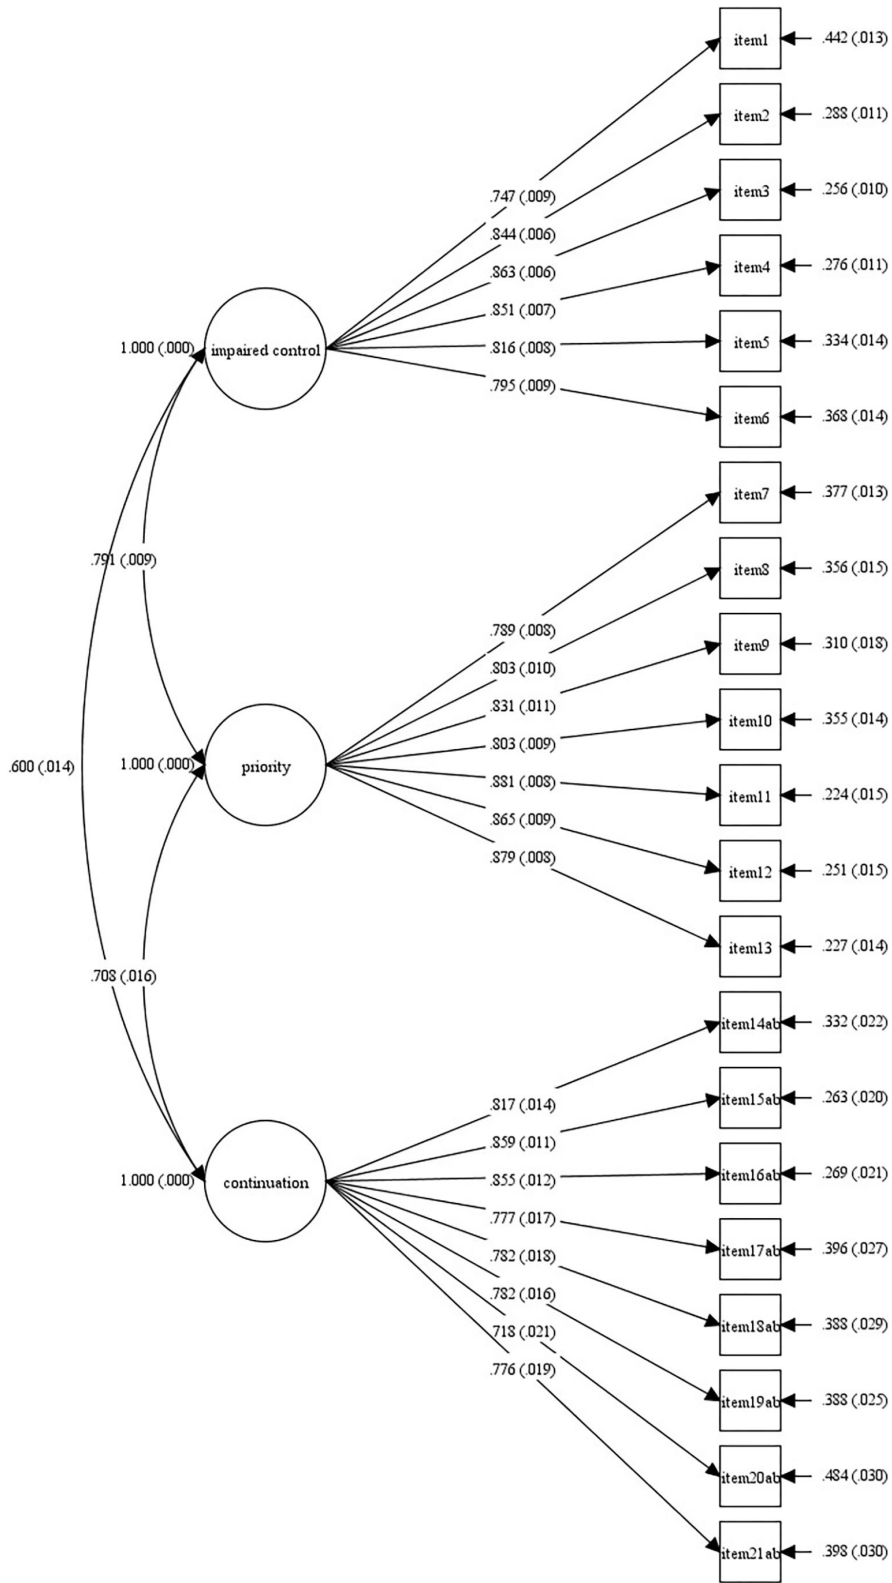 item1
.442 (.013)
item2
.288 (.011)
item3
.256 (.010)
item4
.276 (.011)
item5
.334 (.014)
item6
.368 (.014)
.747 (.009)
.844 (.006)
.863 (.006)
.851 (.007)
.816 (.008)
.795 (.009)
1.000 (.000)
impaired control
item7
.377 (.013)
item8
.356 (.015)
item9
.310 (.018)
item10
.355 (.014)
item11
.224 (.015)
item12
.251 (.015)
item13
.227 (.014)
.791 (.009)
.789 (.008)
.803 (.010)
.831 (.011)
.803 (.009)
.881 (.008)
.865 (.009)
.879 (.008)
.600 (.014)
1.000 (.000)
priority
.708 (.016)
item14ab
.332 (.022)
item15ab
.263 (.020)
item16ab
.269 (.021)
item17ab
.396 (.027)
item18ab
.388 (.029)
item19ab
.388 (.025)
item20ab
.484 (.030)
item21ab
.398 (.030)
.817 (.014)
.859 (.011)
.855 (.012)
.777 (.017)
.782 (.018)
.782 (.016)
.718 (.021)
.776 (.019)
1.000 (.000)
continuation